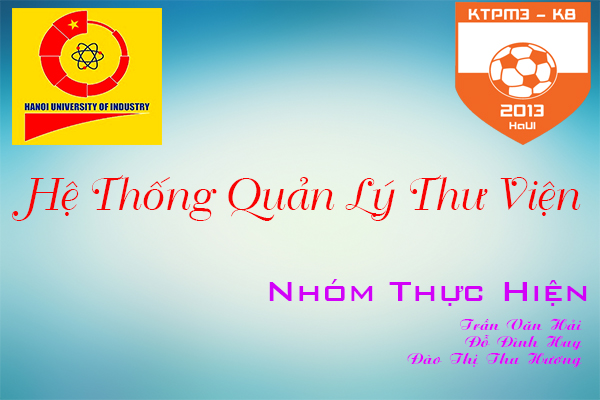 HANOI UNIVERSITY OF INDUSTRY
KTPM3 - K8
2013
HaUI
Hệ Thống Quản Lý Thư Viện
Nhóm Thực Hiện
Trần Văn Hải
Đỗ Đình Huy
Đào Thị Thu Hương